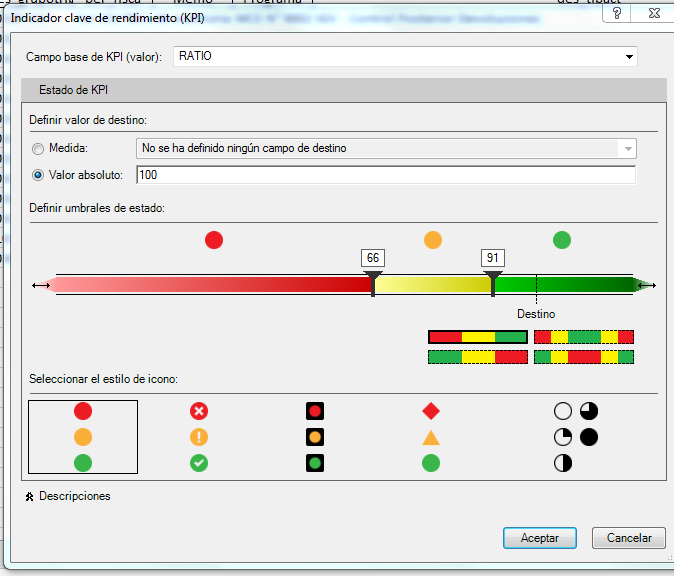 Indicador clave de rendimiento (KPI)
Campo base de KPI (valor): RATIO
Estado de KPI
Definir valor de destino:
Medida: No se ha definido ningún campo de destino
Valor absoluto: 100
Definir umbrales de estado:
66 91
Destino
Seleccionar el estilo de icono:
Descripciones
Aceptar Cancelar